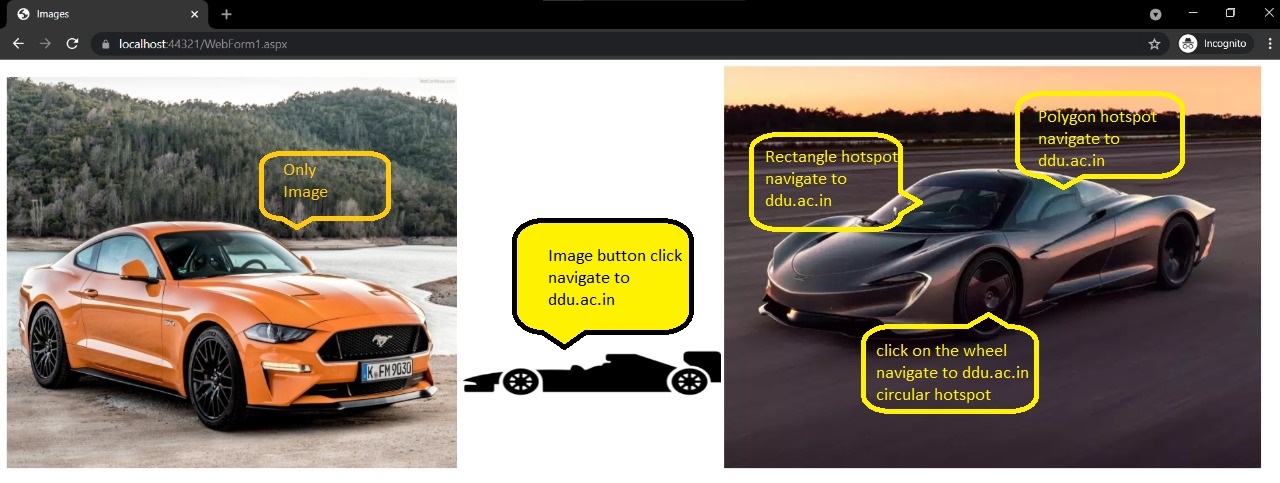 Images
localhost:44321/WebForm1.aspx
Incognito
Only
Image
K FM 9030
Image button click
navigate to
ddu.ac.in
Rectangle hotspot
navigate to
ddu.ac.in
Polygon hotspot
navigate to
ddu.ac.in
click on the wheel
navigate to ddu.ac.in
circular hotspot